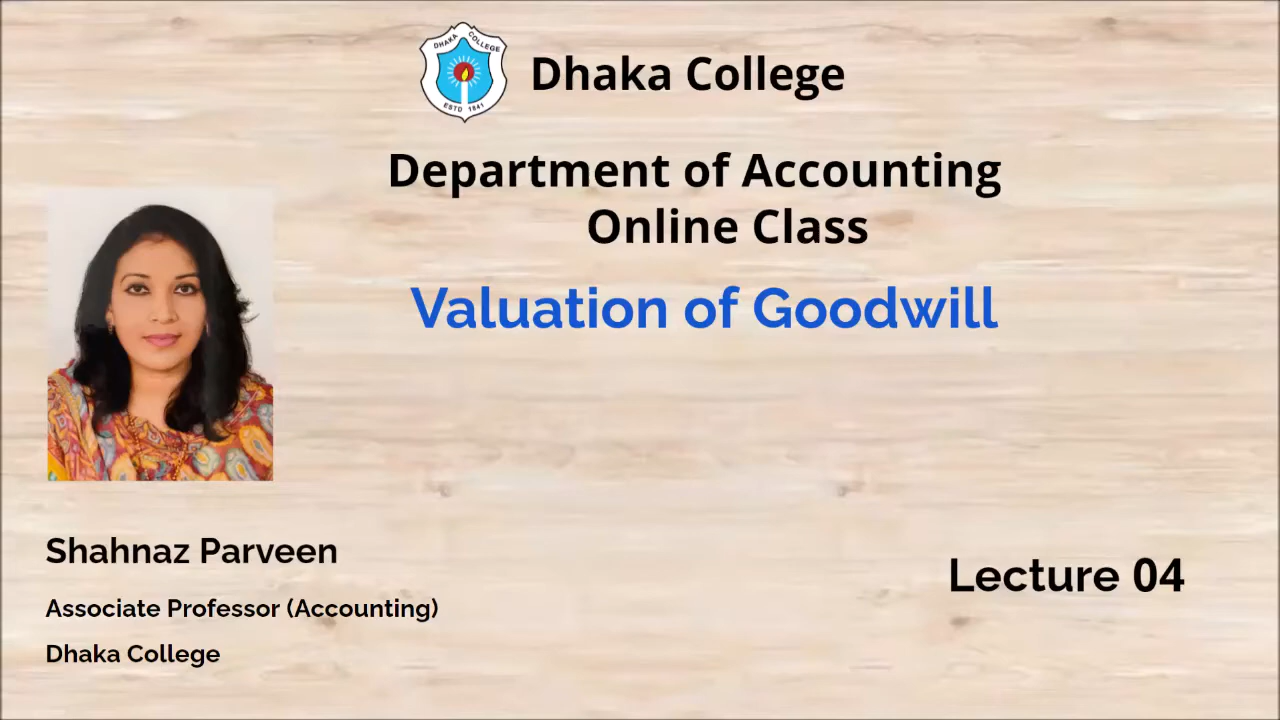 DHAKA COLLEGE
ESTD 1841
Dhaka College
Department of Accounting
Online Class
Valuation of Goodwill
Shahnaz Parveen
Associate Professor (Accounting)
Dhaka College
Lecture 04